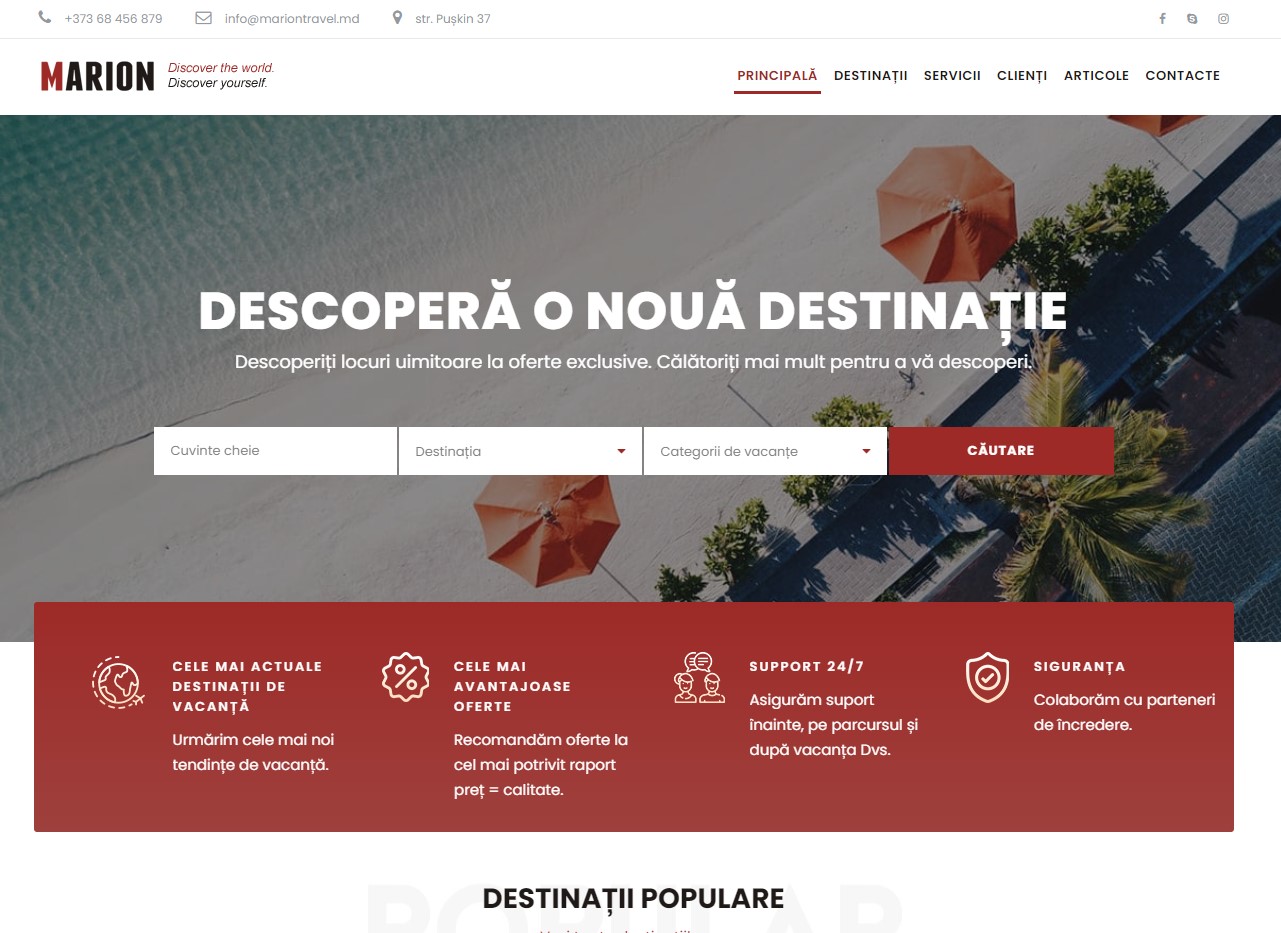 +373 68 456 879 info@mariontravel.md str. Pușkin 37
MARION
Discover the world.
Discover yourself.
PRINCIPALĂ DESTINAȚII SERVICII CLIENȚI ARTICOLE CONTACTE
DESCOPERĂ O NOUĂ DESTINAȚIE
Descoperiți locuri uimitoare la oferte exclusive. Călătoriți mai mult pentru a vă descoperi.
Cuvinte cheie
Destinația
Categorii de vacanțe
CĂUTARE
CELE MAI ACTUALE
DESTINAȚII DE
VACANȚĂ
Urmărim cele mai noi
tendințe de vacanță.
CELE MAI
AVANTAJOASE
OFERTE
Recomandăm oferte la
cel mai potrivit raport
preț = calitate.
SUPPORT 24/7
Asigurăm suport
înainte, pe parcursul și
după vacanța Dvs.
SIGURANȚA
Colaborăm cu parteneri
de încredere.
POPULAR
DESTINAȚII POPULARE